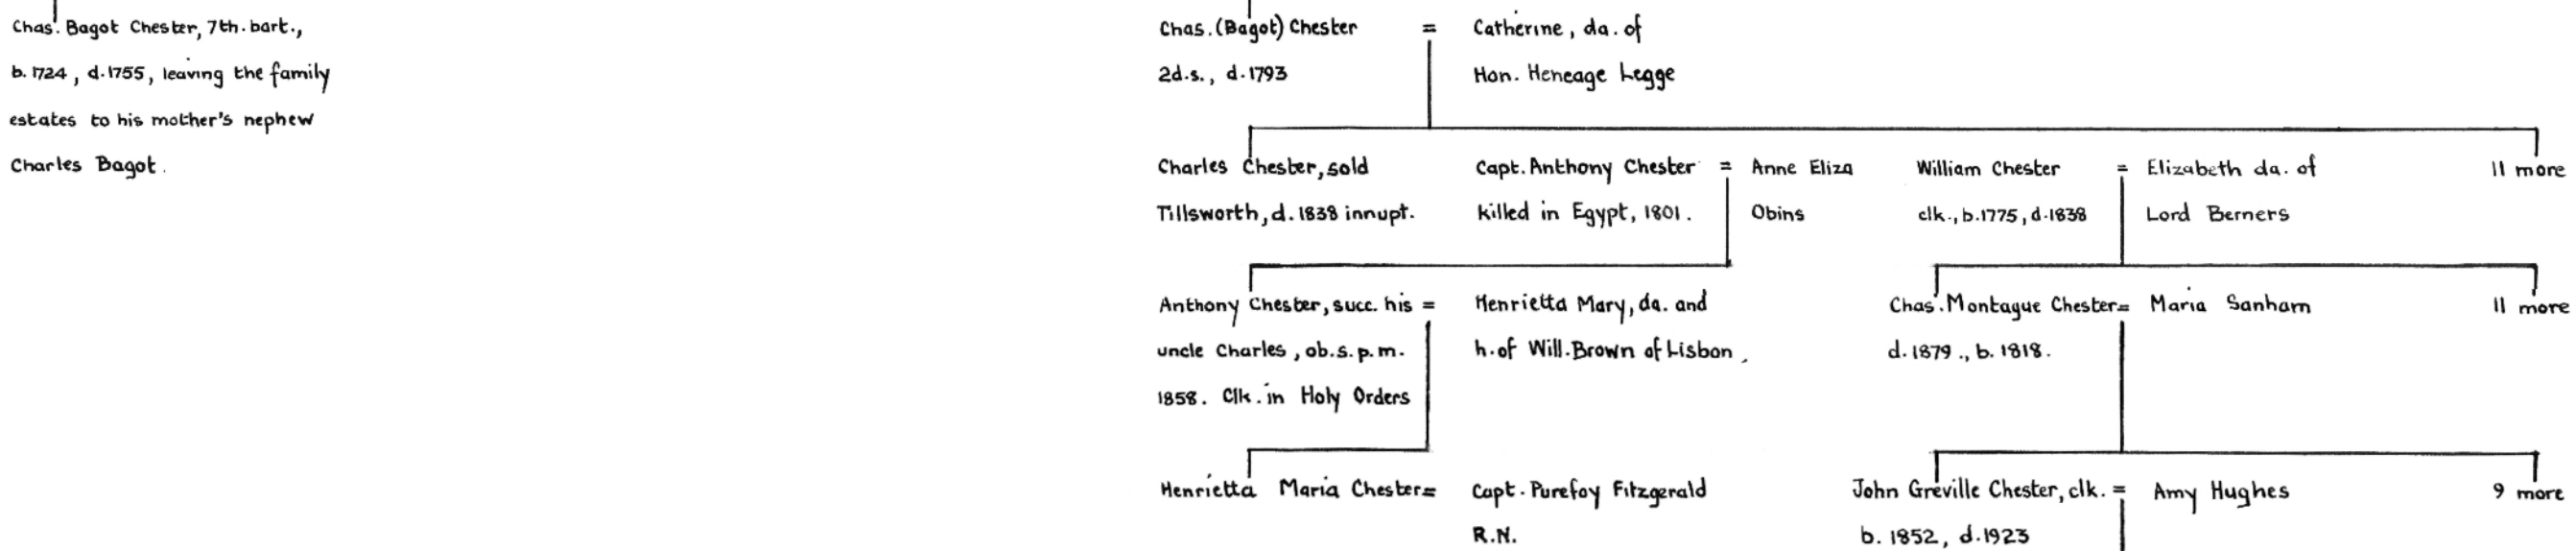 Chas. Bagot Chester, 7th. bart.,
b. 1724, d. 1755, leaving the family
estates to his mother's nephew
Charles Bagot.
Chas. (Bagot) Chester = Catherine, da. of
2d.s., d. 1793 Hon. Heneage Legge
Charles Chester, sold Capt. Anthony Chester = Anne Eliza William Chester = Elizabeth da. of 11 more
Tillsworth, d. 1838 innupt. killed in Egypt, 1801. Obins clk., b. 1775, d. 1838 Lord Berners
Anthony Chester, succ. his = Henrietta Mary, da. and Chas. Montague Chester = Maria Sanham 11 more
uncle Charles, ob. s. p. m. h. of Will. Brown of Lisbon. d. 1879., b. 1818.
1858. Clk. in Holy Orders
Henrietta Maria Chester = Capt. Purefoy Fitzgerald John Greville Chester, clk. = Amy Hughes 9 more
R.N. b. 1852, d. 1923